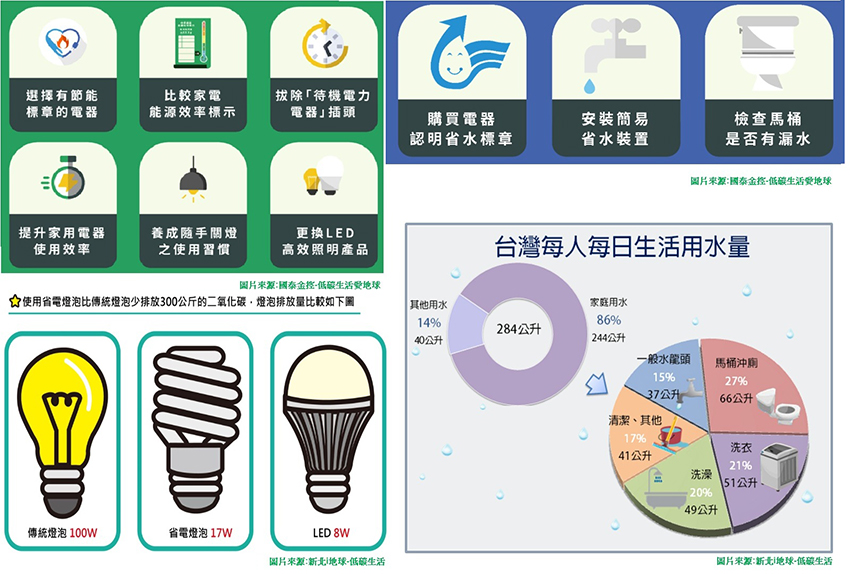 選擇有節能
標章的電器
比較家電
能源效率標示
拔除「待機電力
電器」插頭
提升家用電器
使用效率
養成隨手關燈
之使用習慣
更換LED
高效照明產品
圖片來源:國泰金控-低碳生活愛地球
使用省電燈泡比傳統燈泡少排放300公斤的二氧化碳，燈泡排放量比較如下圖
傳統燈泡 100W
省電燈泡 17W
LED 8W
圖片來源:新北i地球-低碳生活
購買電器
認明省水標章
安裝簡易
省水裝置
檢查馬桶
是否有漏水
圖片來源:國泰金控-低碳生活愛地球
台灣每人每日生活用水量
其他用水
14%
40公升
284公升
家庭用水
86%
244公升
一般水龍頭
15%
37公升
馬桶沖廁
27%
66公升
清潔、其他
17%
41公升
洗衣
21%
51公升
洗澡
20%
49公升
圖片來源:新北i地球-低碳生活